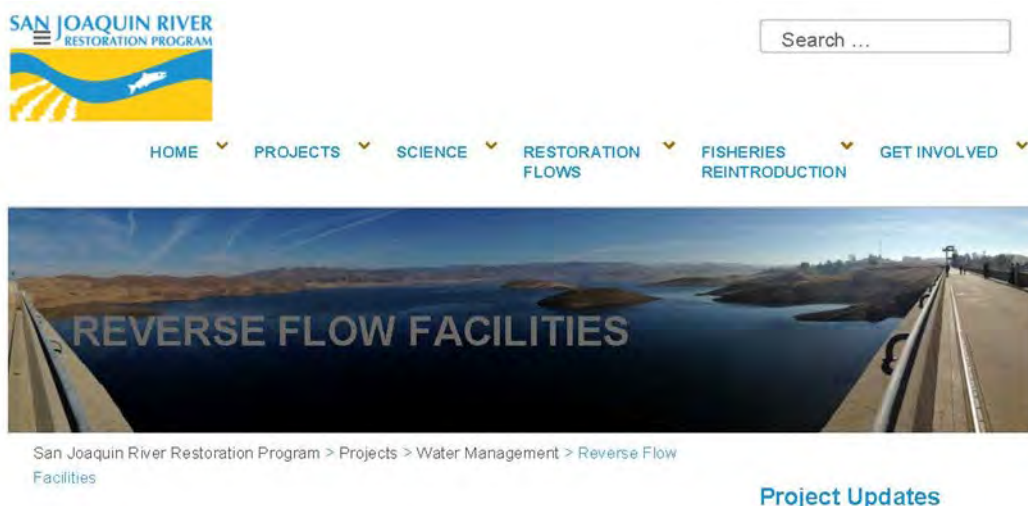 SAN JOAQUIN RIVER
RESTORATION PROGRAM
Search ...
HOME
PROJECTS
SCIENCE
RESTORATION
FLOWS
FISHERIES
REINTRODUCTION
GET INVOLVED
REVERSE FLOW FACILITIES
San Joaquin River Restoration Program > Projects > Water Management > Reverse Flow
Facilities
Project Updates